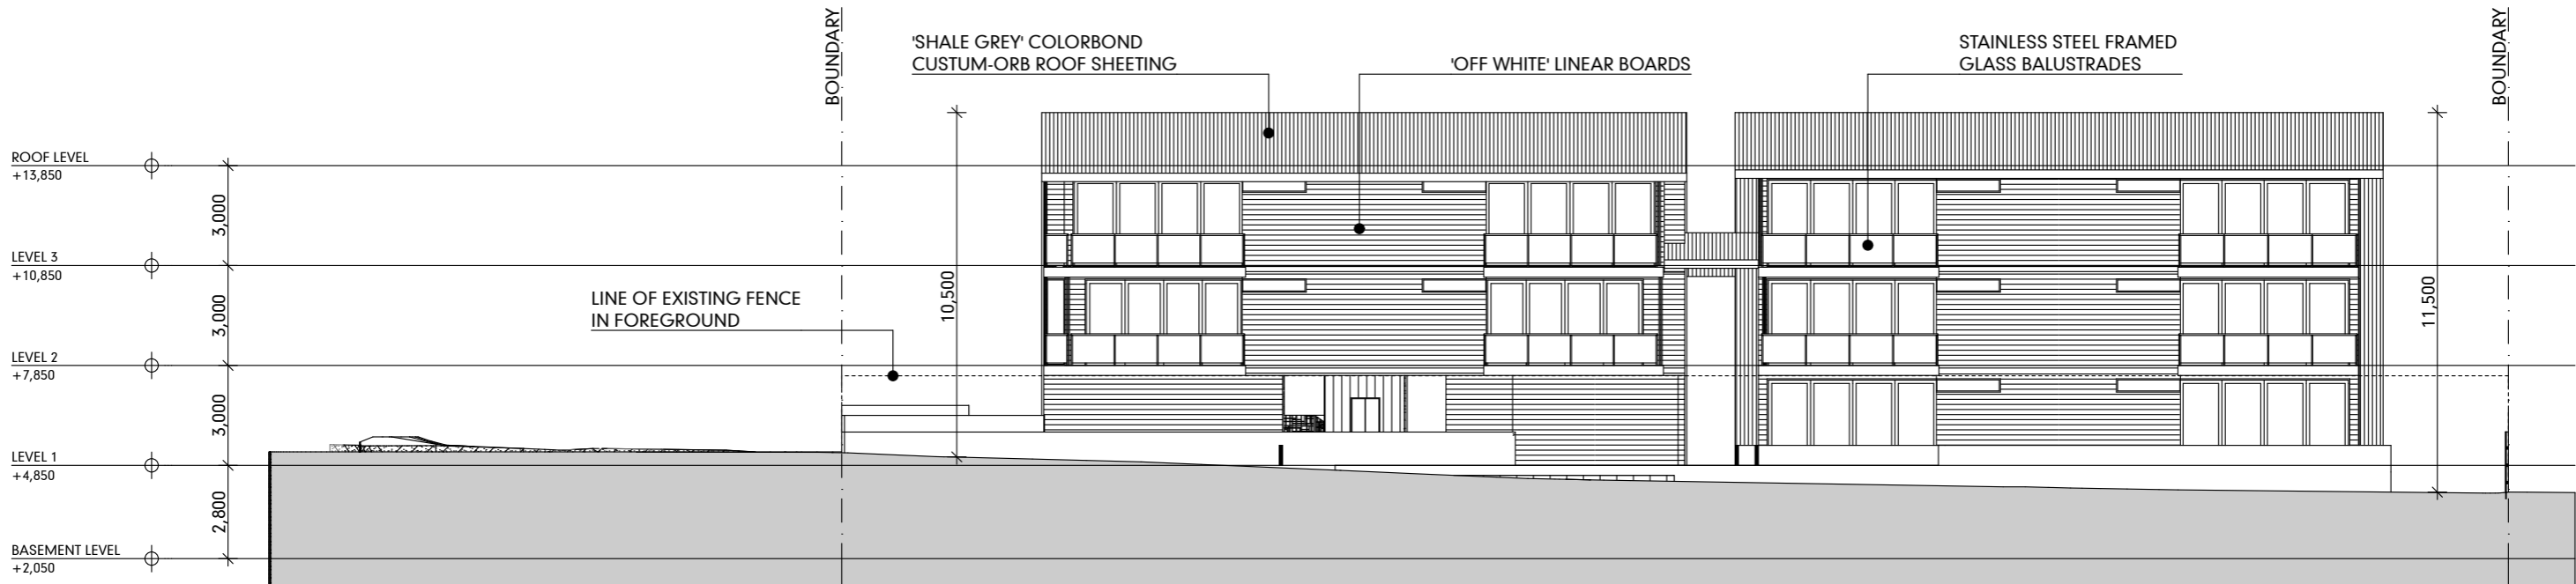 BOUNDARY
'SHALE GREY' COLORBOND
CUSTUM-ORB ROOF SHEETING
'OFF WHITE' LINEAR BOARDS
STAINLESS STEEL FRAMED
GLASS BALUSTRADES
BOUNDARY
ROOF LEVEL
+13,850
3,000
LEVEL 3
+10,850
3,000
LINE OF EXISTING FENCE
IN FOREGROUND
10,500
11,500
LEVEL 2
+7,850
3,000
LEVEL 1
+4,850
2,800
BASEMENT LEVEL
+2,050